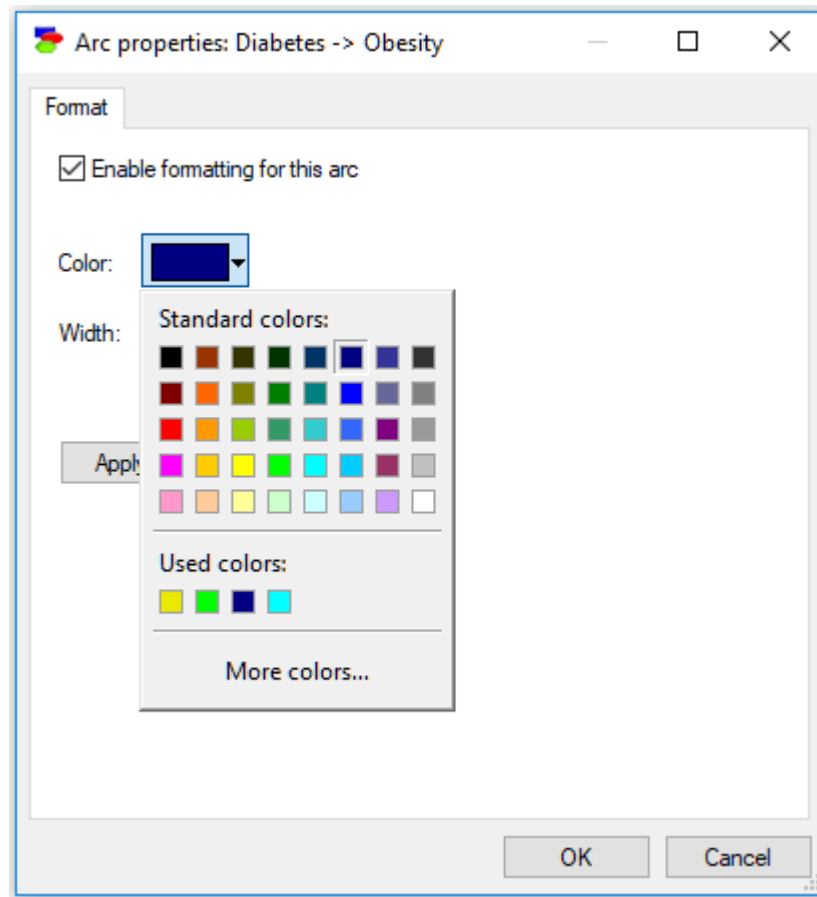 Arc properties: Diabetes -> Obesity
Format
Enable formatting for this arc
Color:
Width:
Standard colors:
Apply
Used colors:
More colors...
OK Cancel